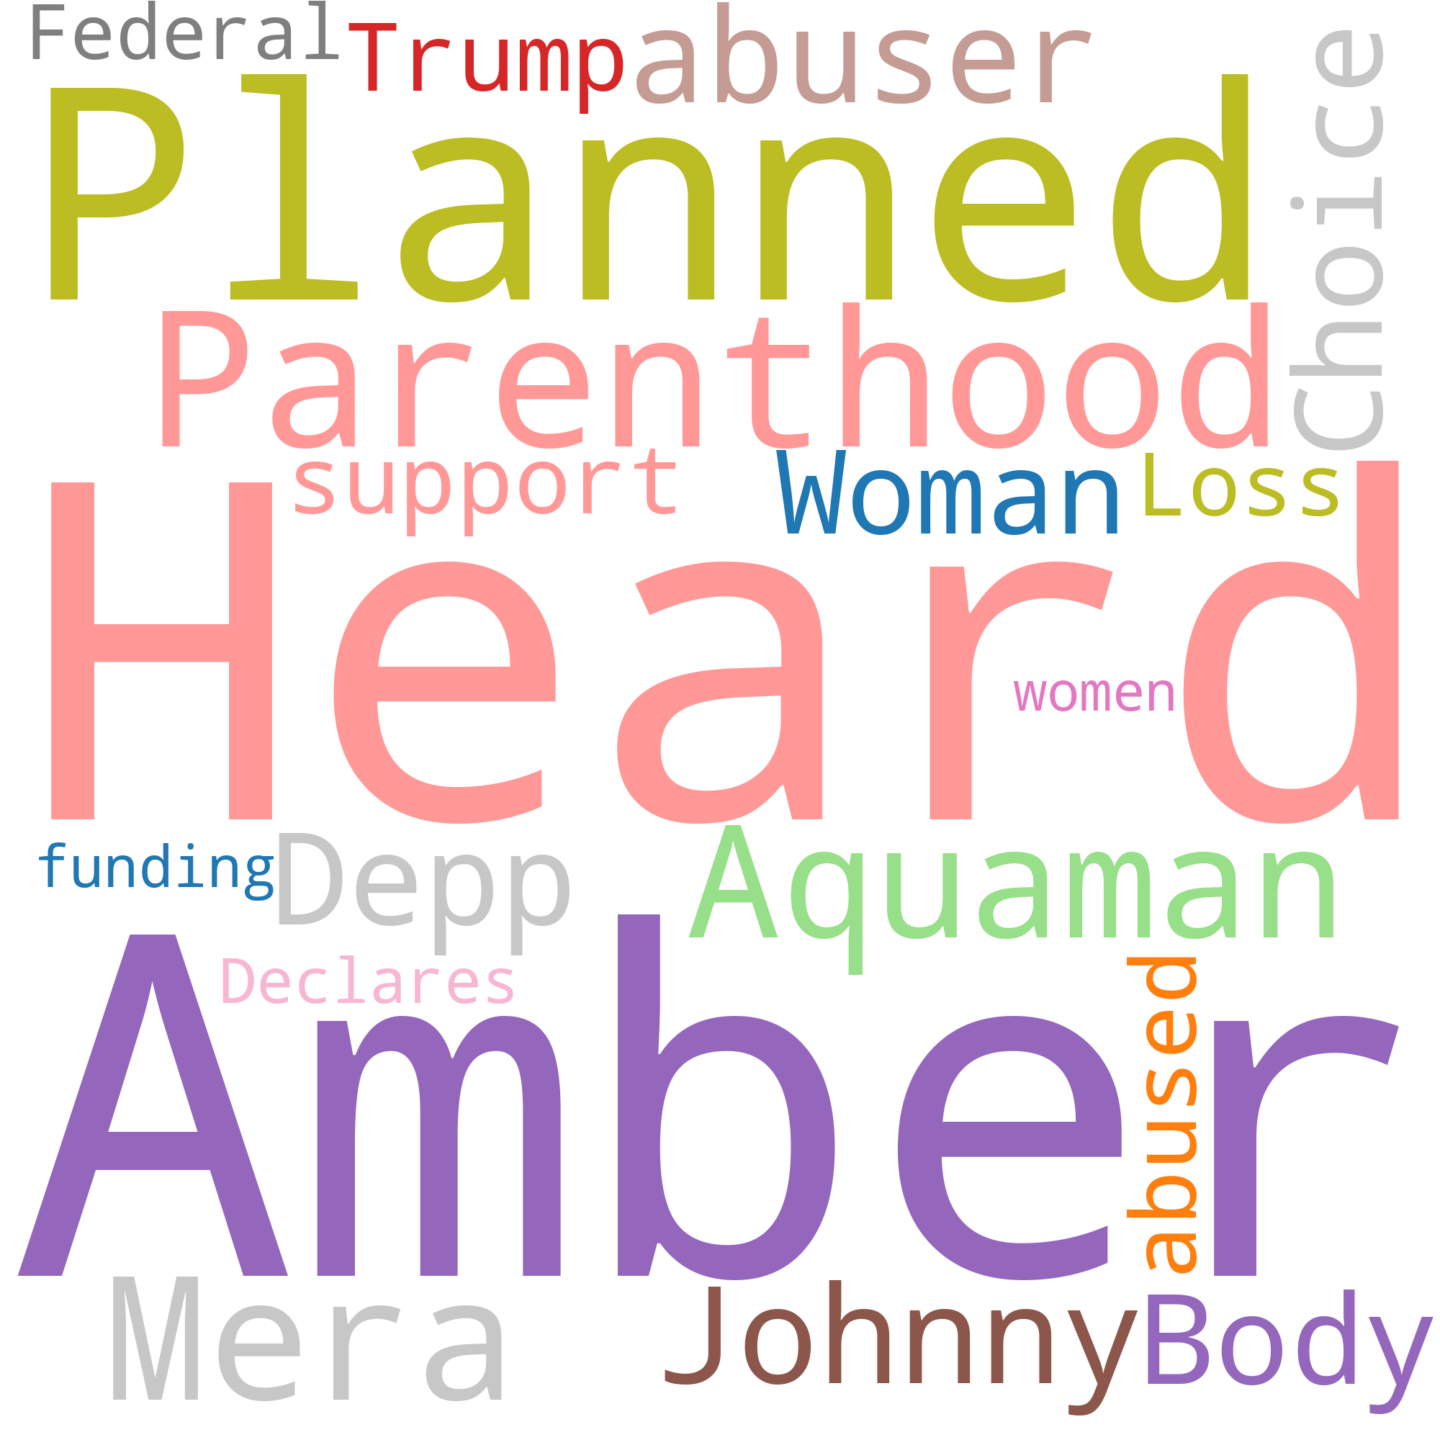 Federal Trump abuser
Planned
Choice
Parenthood
support Woman Loss
Heard
women
funding Depp Aquaman
Declares
abused
Amber
Mera Johnny Body